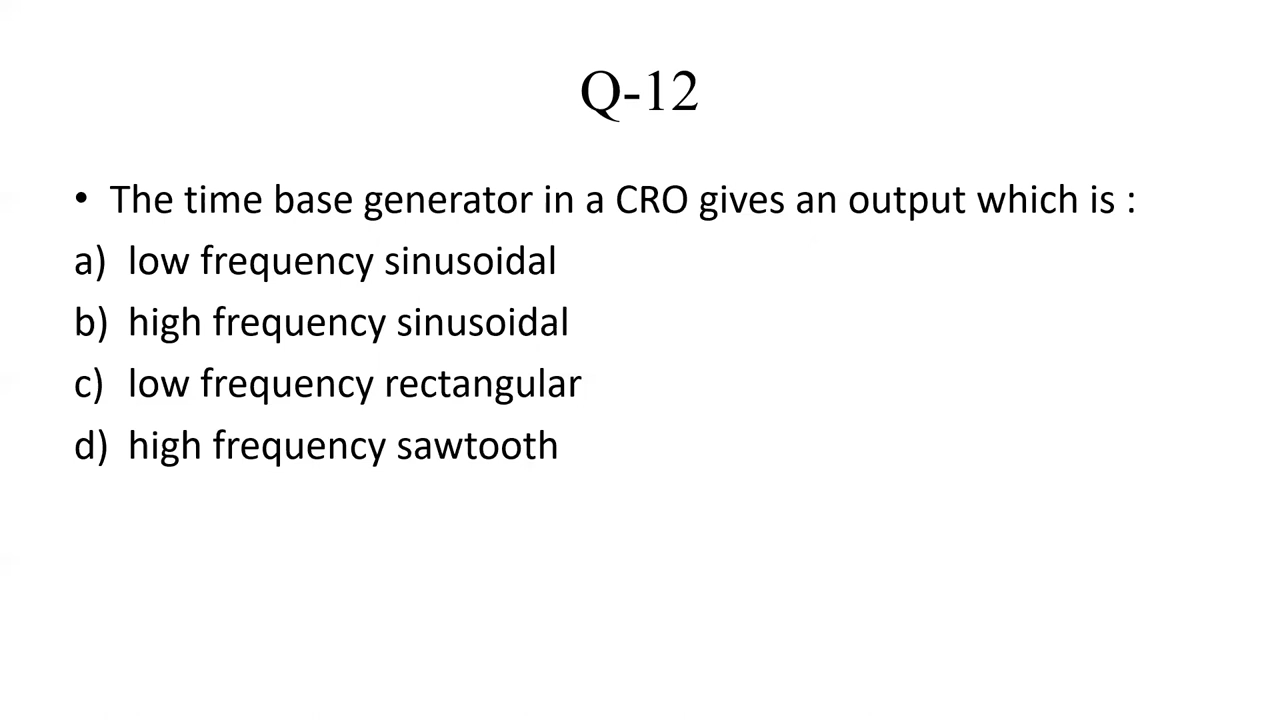 Q-12
• The time base generator in a CRO gives an output which is :
a) low frequency sinusoidal
b) high frequency sinusoidal
c) low frequency rectangular
d) high frequency sawtooth